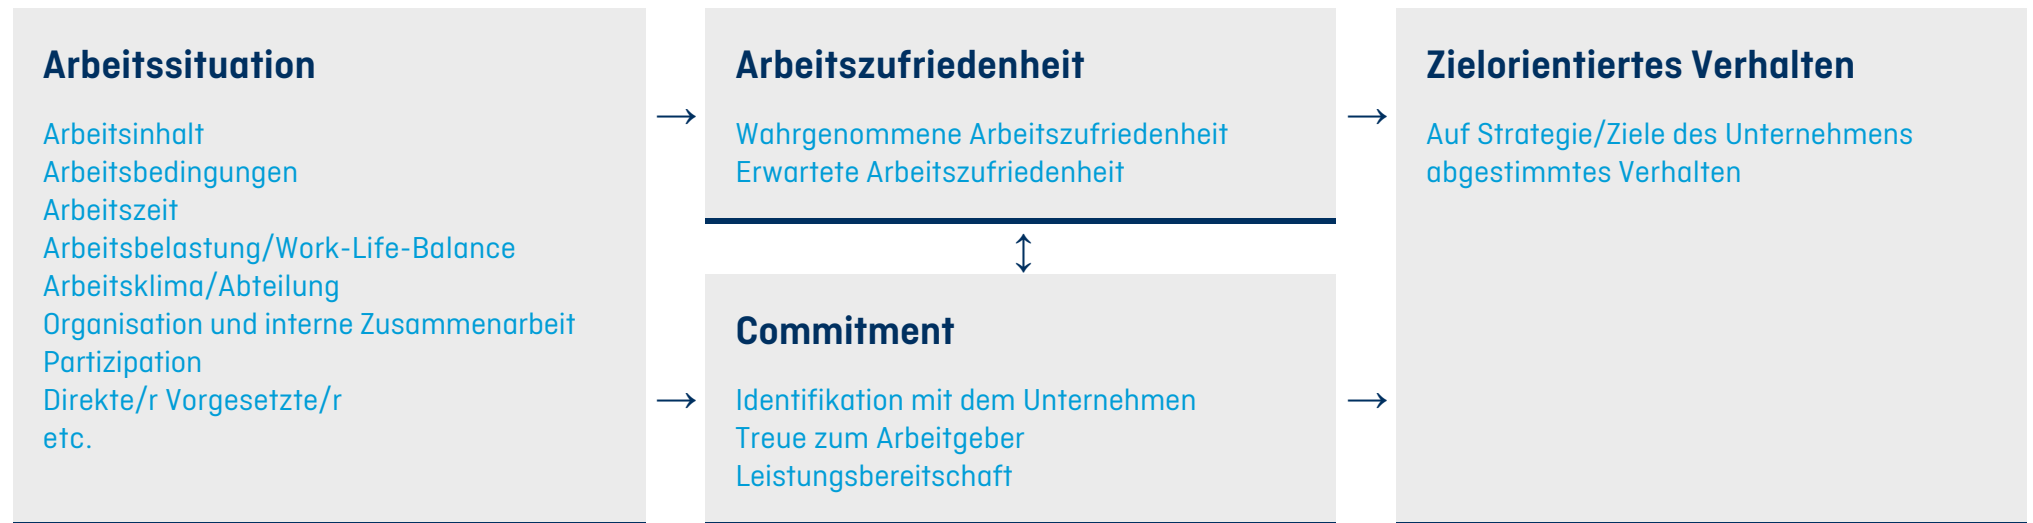 Arbeitssituation
Arbeitsinhalt
Arbeitsbedingungen
Arbeitszeit
Arbeitsbelastung/Work-Life-Balance
Arbeitsklima/Abteilung
Organisation und interne Zusammenarbeit
Partizipation
Direkte/r Vorgesetzte/r
etc.
→
→
Arbeitszufriedenheit
Wahrgenommene Arbeitszufriedenheit
Erwartete Arbeitszufriedenheit
↕
Commitment
Identifikation mit dem Unternehmen
Treue zum Arbeitgeber
Leistungsbereitschaft
→
→
Zielorientiertes Verhalten
Auf Strategie/Ziele des Unternehmens
abgestimmtes Verhalten